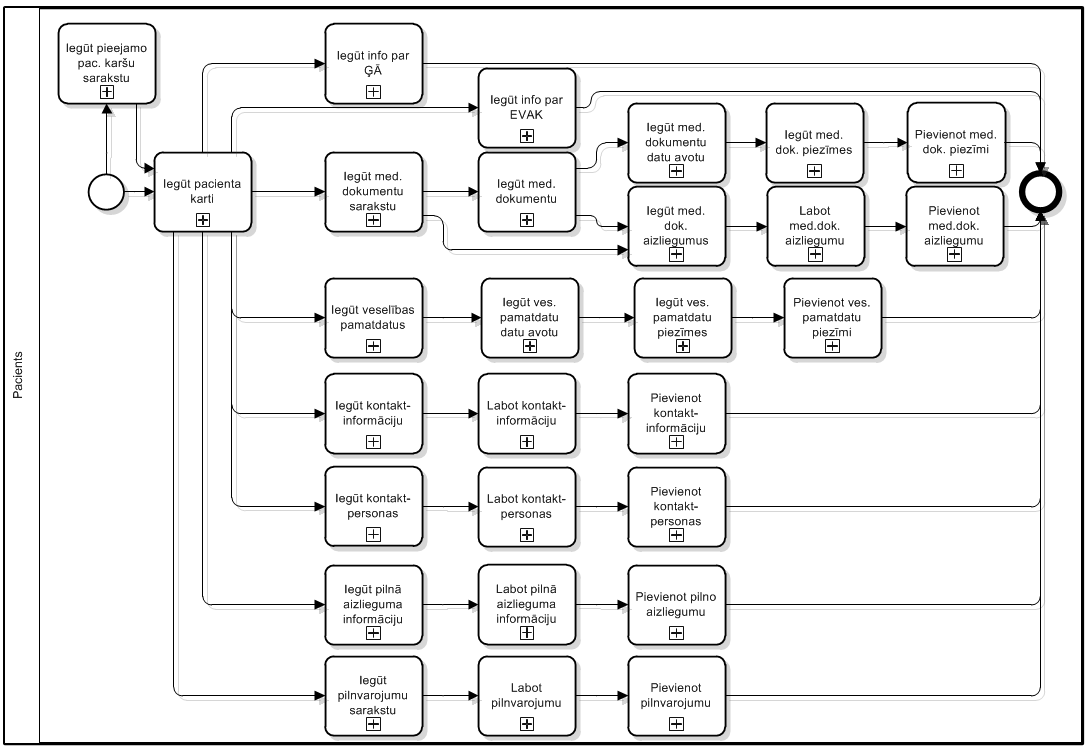 Pacients
Iegūt pieejamo
pac. karšu
sarakstu
Iegūt pacienta
karti
Iegūt info par
ĢĀ
Iegūt info par
EVAK
Iegūt med.
dokumentu
sarakstu
Iegūt med.
dokumentu
Iegūt med.
dokumentu
datu avotu
Iegūt med.
dok. piezīmes
Pievienot med.
dok. piezīmi
Iegūt med.
dok.
aizliegumus
Labot
med.dok.
aizliegumu
Pievienot
med.dok.
aizliegumu
Iegūt veselības
pamatdatus
Iegūt ves.
pamatdatu
datu avotu
Iegūt ves.
pamatdatu
piezīmes
Pievienot ves.
pamatdatu
piezīmi
Iegūt kontakt-
informāciju
Labot kontakt-
informāciju
Pievienot
kontakt-
informāciju
Iegūt kontakt-
personas
Labot kontakt-
personas
Pievienot
kontakt-
personas
Iegūt pilnā
aizlieguma
informāciju
Labot pilnā
aizlieguma
informāciju
Pievienot pilno
aizliegumu
Iegūt
pilnvarojumu
sarakstu
Labot
pilnvarojumu
Pievienot
pilnvarojumu